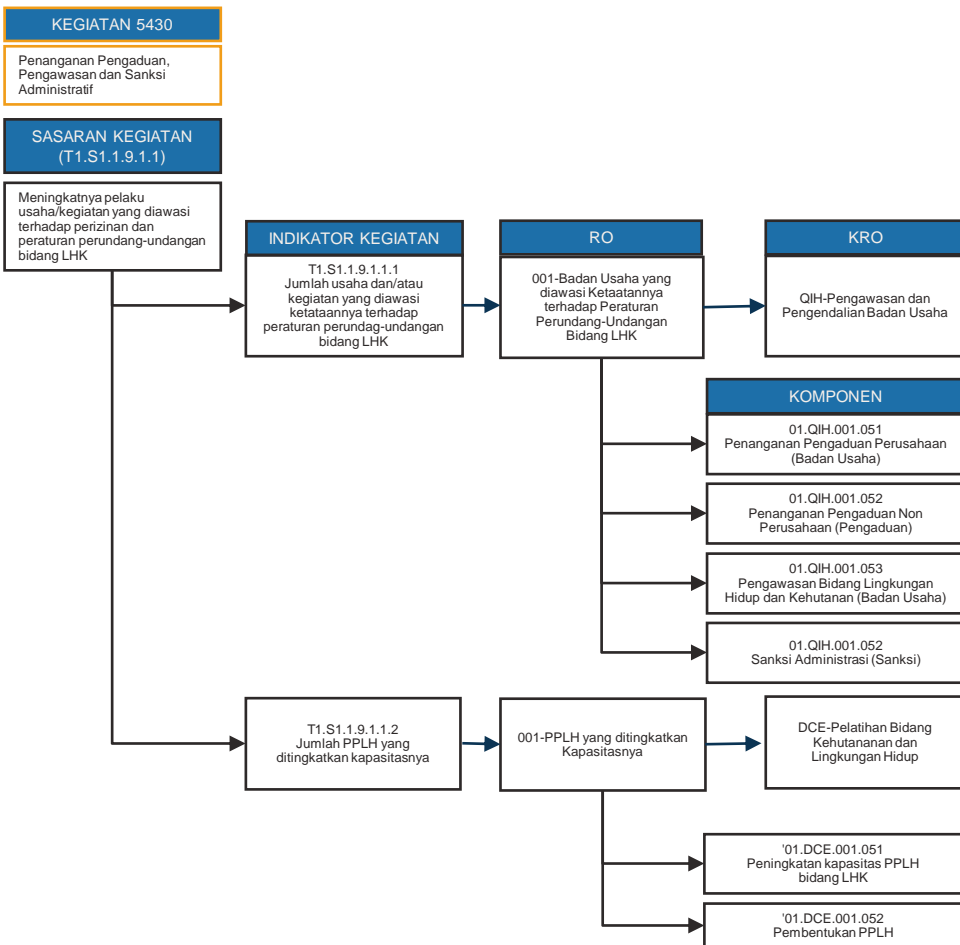 KEGIATAN 5430
Penanganan Pengaduan,
Pengawasan dan Sanksi
Administratif
SASARAN KEGIATAN
(T1.S1.1.9.1.1)
Meningkatnya pelaku
usaha/kegiatan yang diawasi
terhadap perizinan dan
peraturan perundang-undangan
bidang LHK
INDIKATOR KEGIATAN
T1.S1.1.9.1.1.1
Jumlah usaha dan/atau
kegiatan yang diawasi
ketataannya terhadap
peraturan perundag-undangan
bidang LHK
RO
001-Badan Usaha yang
diawasi Ketaatannya
terhadap Peraturan
Perundang-Undangan
Bidang LHK
KRO
QIH-Pengawasan dan
Pengendalian Badan Usaha
KOMPONEN
01.QIH.001.051
Penanganan Pengaduan Perusahaan
(Badan Usaha)
01.QIH.001.052
Penanganan Pengaduan Non
Perusahaan (Pengaduan)
01.QIH.001.053
Pengawasan Bidang Lingkungan
Hidup dan Kehutanan (Badan Usaha)
01.QIH.001.052
Sanksi Administrasi (Sanksi)
T1.S1.1.9.1.1.2
Jumlah PPLH yang
ditingkatkan kapasitasnya
001-PPLH yang ditingkatkan
Kapasitasnya
DCE-Pelatihan Bidang
Kehutananan dan
Lingkungan Hidup
'01.DCE.001.051
Peningkatan kapasitas PPLH
bidang LHK
'01.DCE.001.052
Pembentukan PPLH